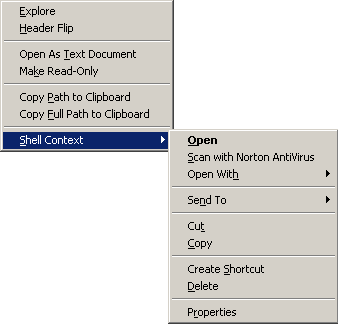 Explore
Header Flip
Open As Text Document
Make Read-Only
Copy Path to Clipboard
Copy Full Path to Clipboard
Shell Context
Open
Scan with Norton AntiVirus
Open With
Send To
Cut
Copy
Create Shortcut
Delete
Properties